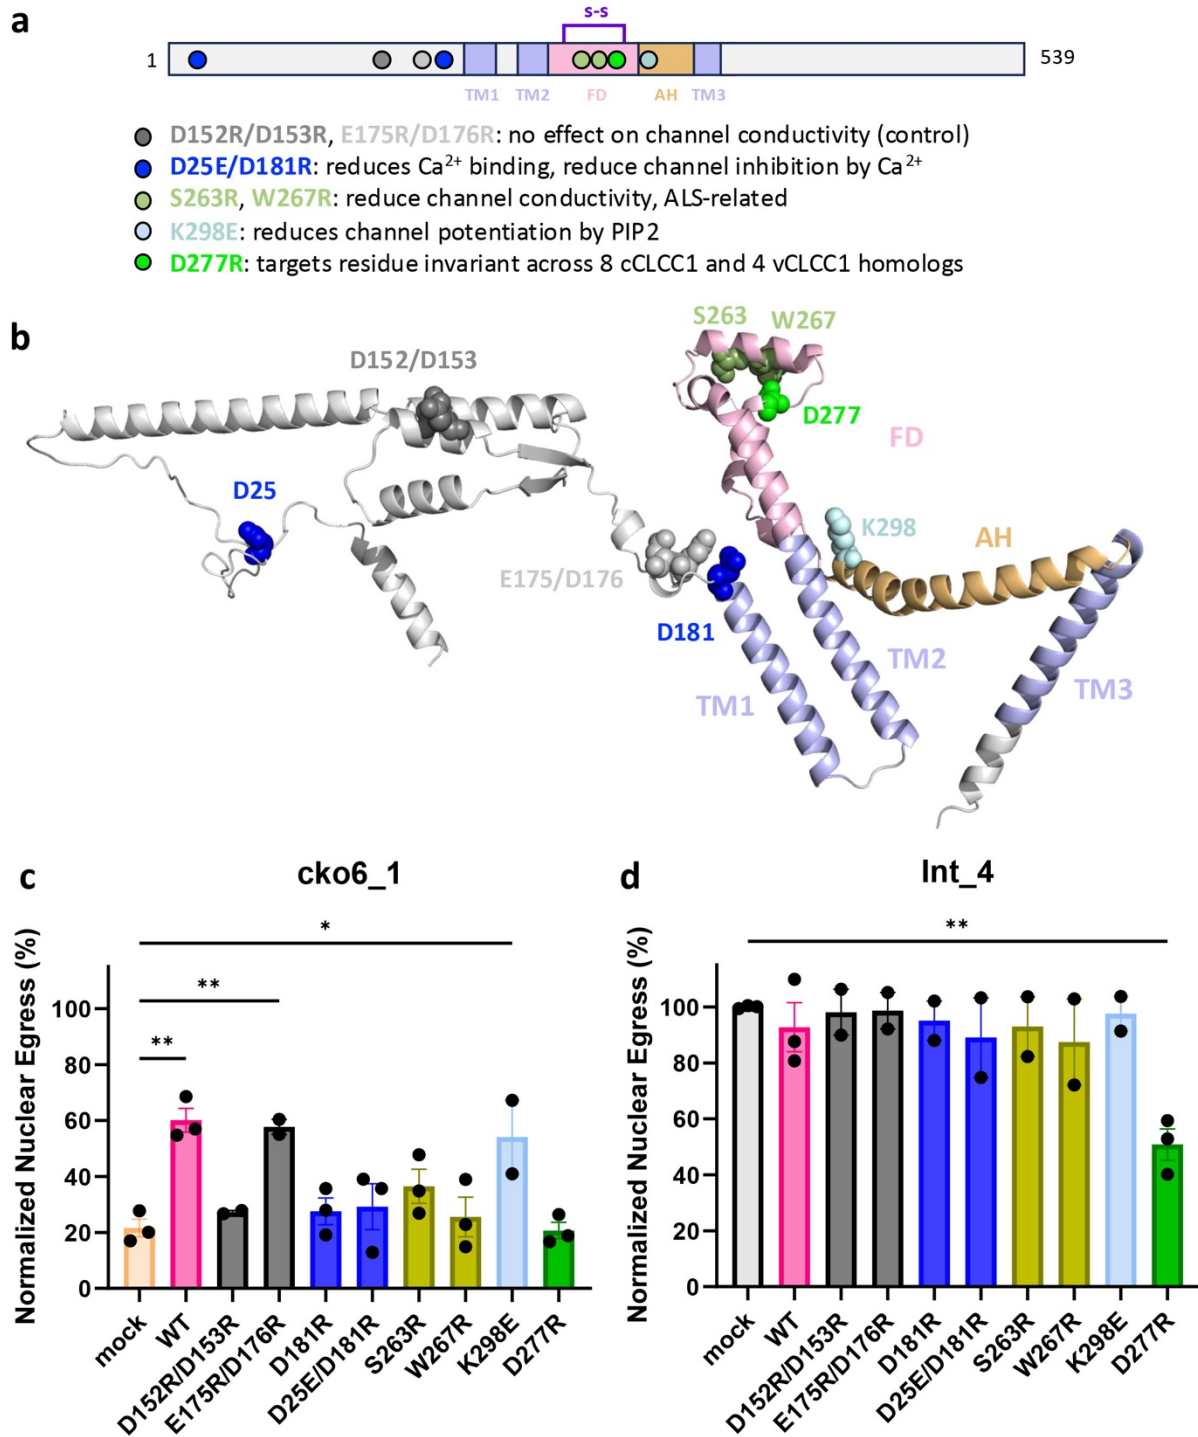 a
s-s
1
539
TM1 TM2 FD AH TM3
D152R/D153R, E175R/D176R: no effect on channel conductivity (control)
D25E/D181R: reduces Ca²⁺ binding, reduce channel inhibition by Ca²⁺
S263R, W267R: reduce channel conductivity, ALS-related
K298E: reduces channel potentiation by PIP2
D277R: targets residue invariant across 8 cCLCC1 and 4 vCLCC1 homologs
b
S263 W267
D152/D153
D277
FD
D25
K298
AH
E175/D176
D181
TM2
TM1
TM3
c
cko6_1
Normalized Nuclear Egress (%)
*
**
**
100
80
60
40
20
0
mock
WT
D152R/D153R
E175R/D176R
D181R
D25E/D181R
S263R
W267R
K298E
D277R
d
Int_4
Normalized Nuclear Egress (%)
**
100
80
60
40
20
0
mock
WT
D152R/D153R
E175R/D176R
D181R
D25E/D181R
S263R
W267R
K298E
D277R